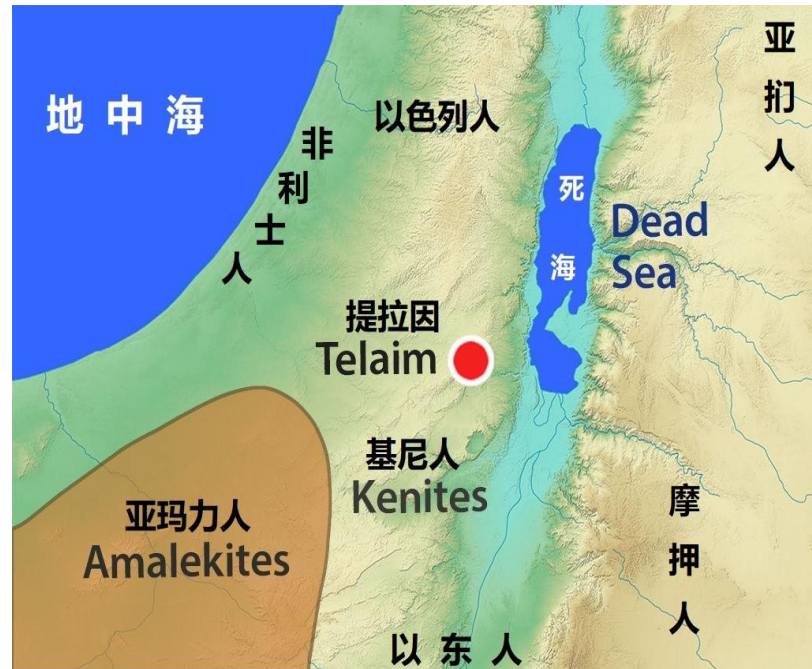 地中海
以色列人
亚扪人
非利士人
死海
Dead
Sea
提拉因
Telaim
基尼人
Kenites
亚玛力人
Amalekites
摩押人
以东人